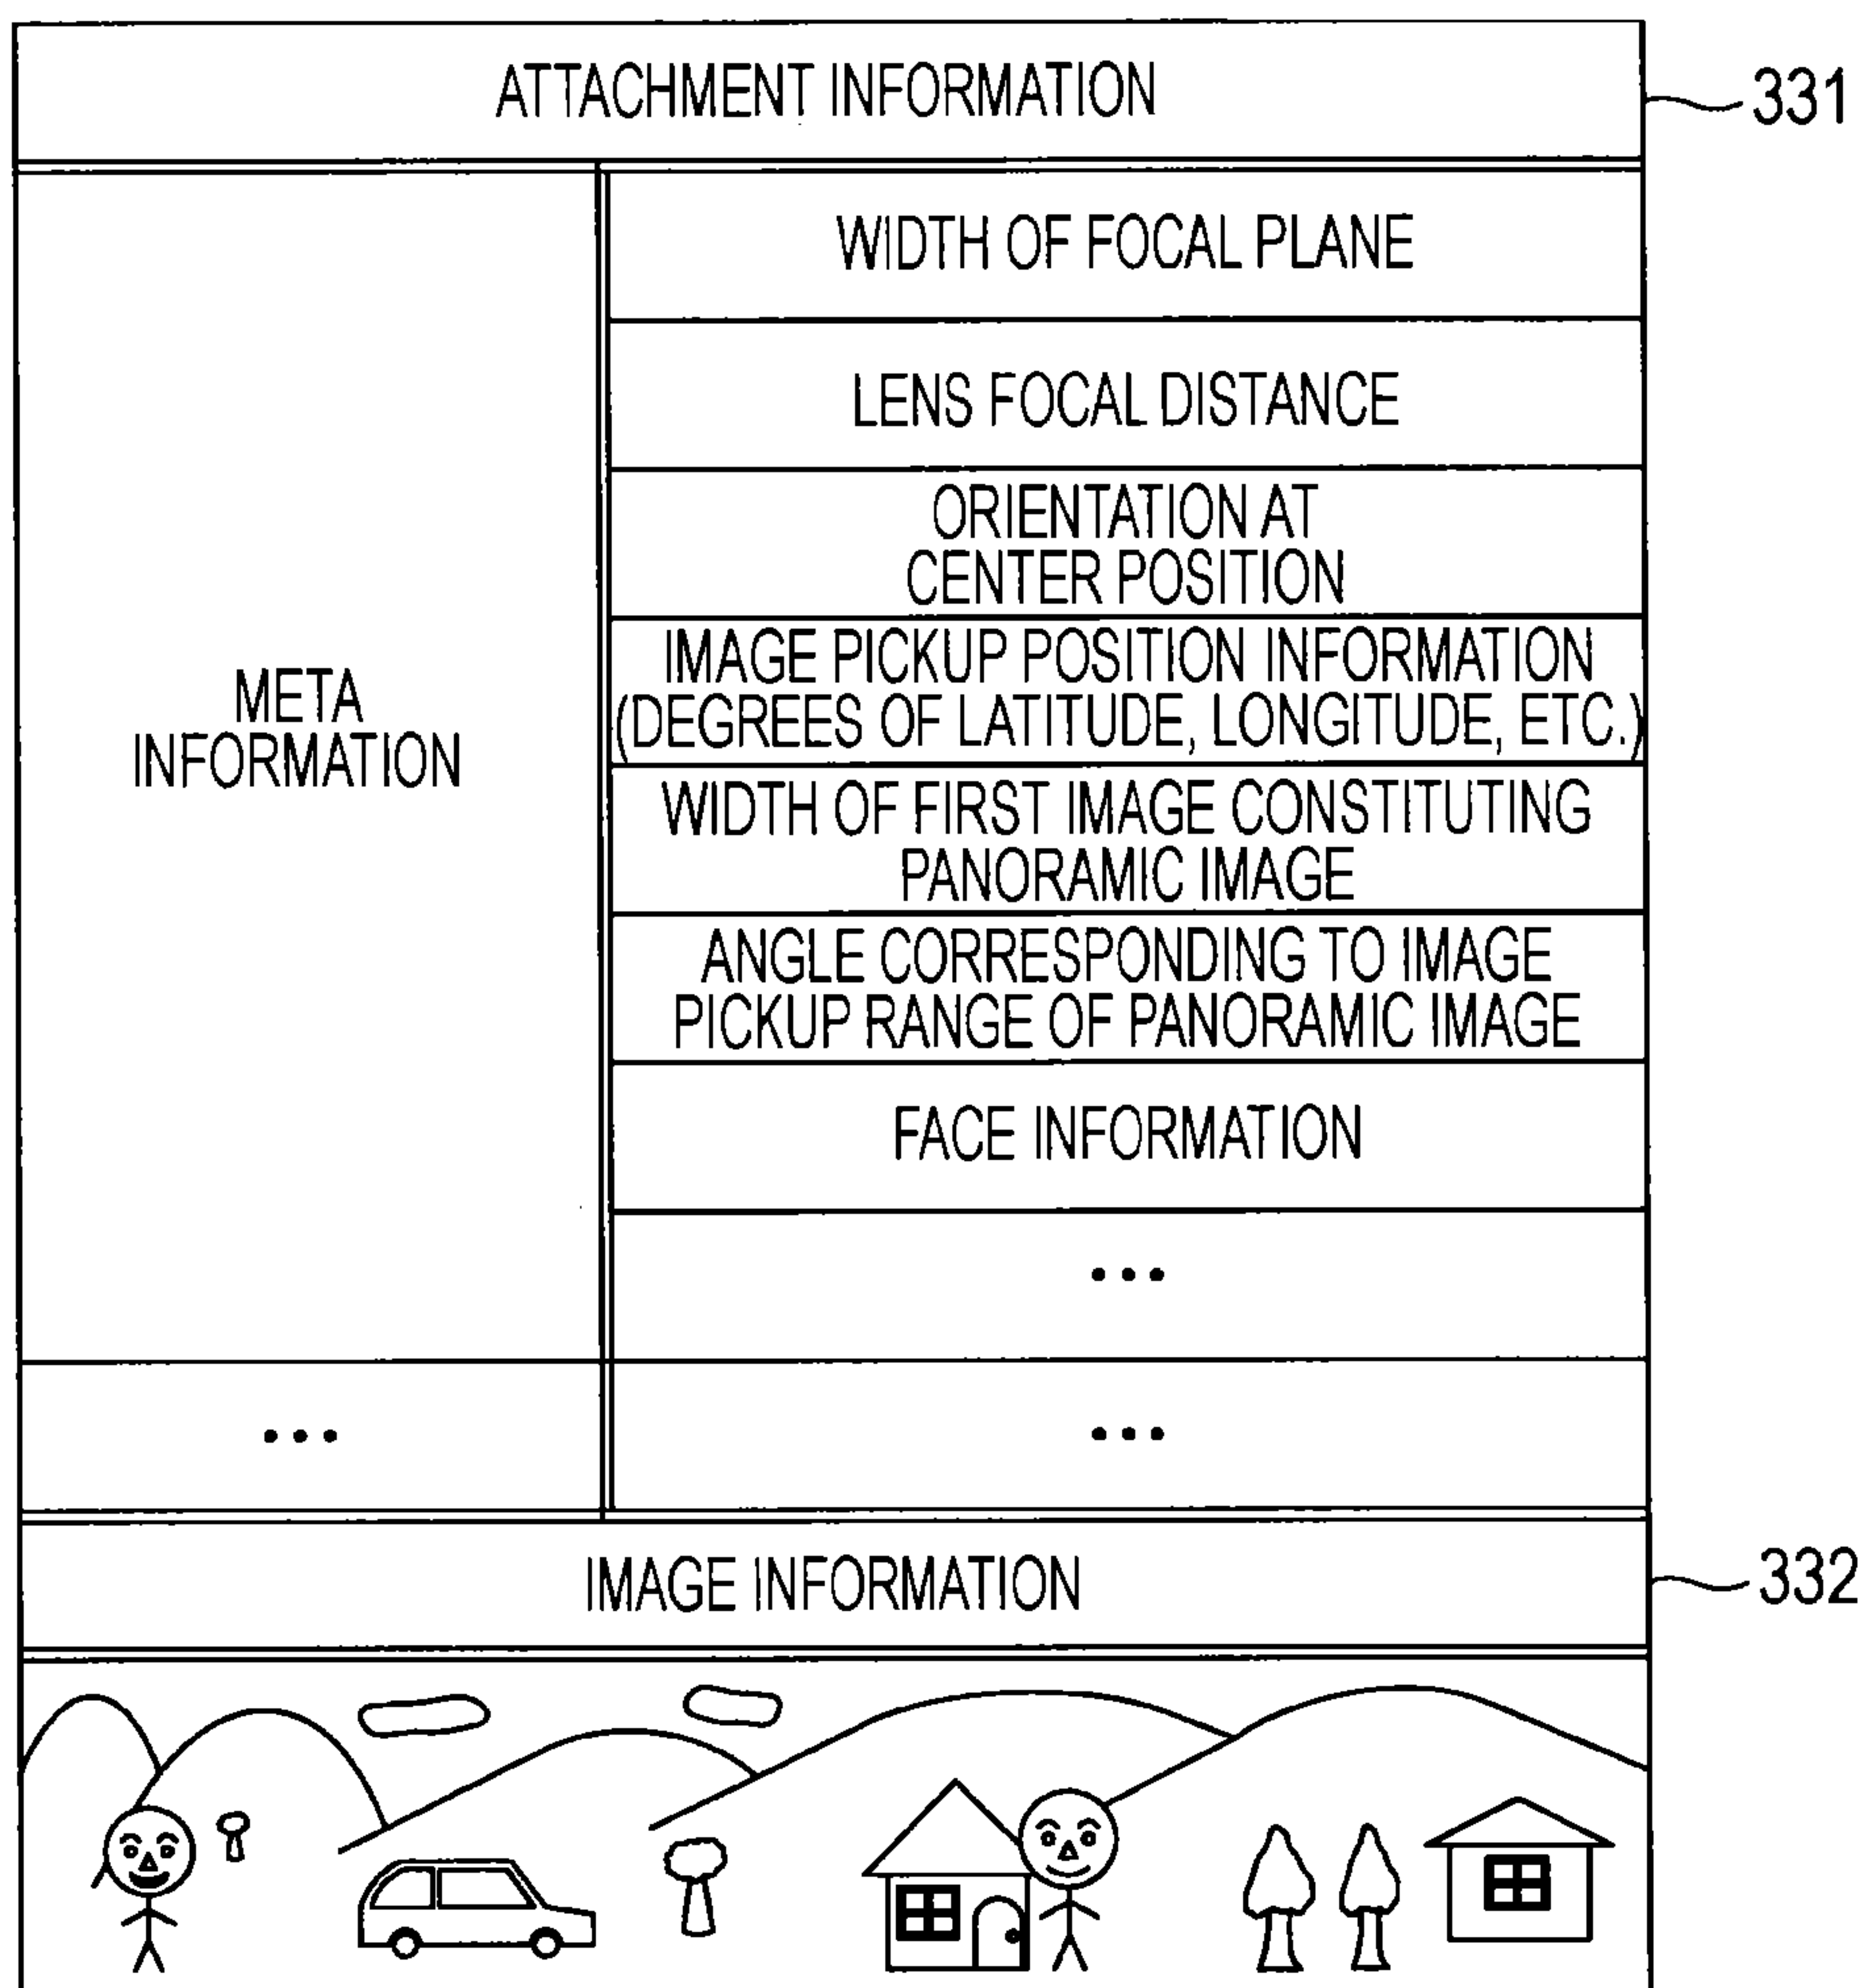 ATTACHMENT INFORMATION
331
WIDTH OF FOCAL PLANE
LENS FOCAL DISTANCE
ORIENTATION AT
CENTER POSITION
IMAGE PICKUP POSITION INFORMATION
(DEGREES OF LATITUDE, LONGITUDE, ETC.)
META
INFORMATION
WIDTH OF FIRST IMAGE CONSTITUTING
PANORAMIC IMAGE
ANGLE CORRESPONDING TO IMAGE
PICKUP RANGE OF PANORAMIC IMAGE
FACE INFORMATION
...
... ...
IMAGE INFORMATION
332